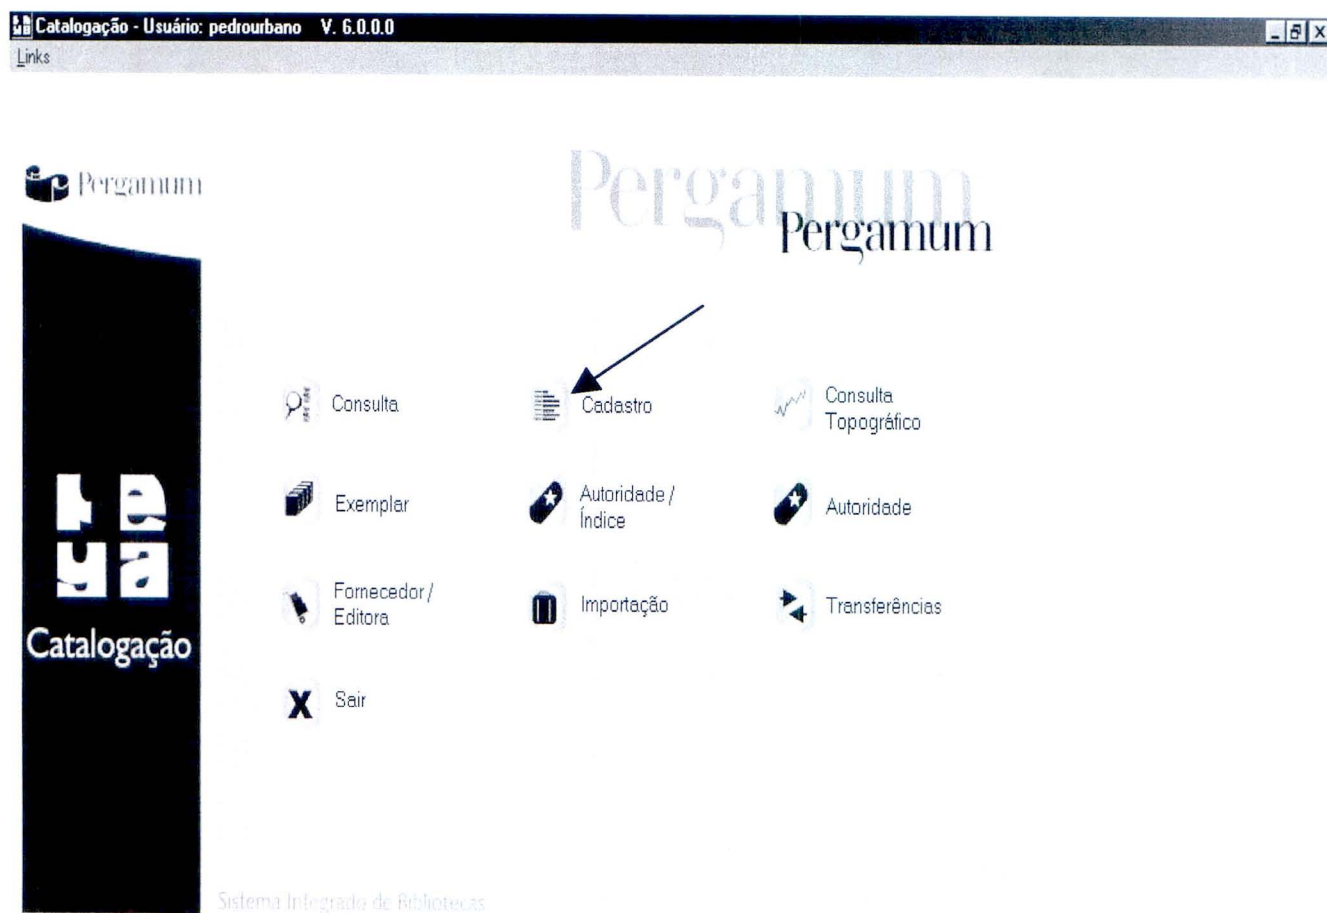 Catalogação - Usuário: pedrourbano V. 6.0.0.0
Links
Pergamum
Pergamum
Pergamum
Consulta
Cadastro
Consulta
Topográfico
Exemplar
Autoridade /
Índice
Autoridade
Fornecedor /
Editora
Importação
Transferências
Catalogação
X Sair
Sistema Integrado de Bibliotecas